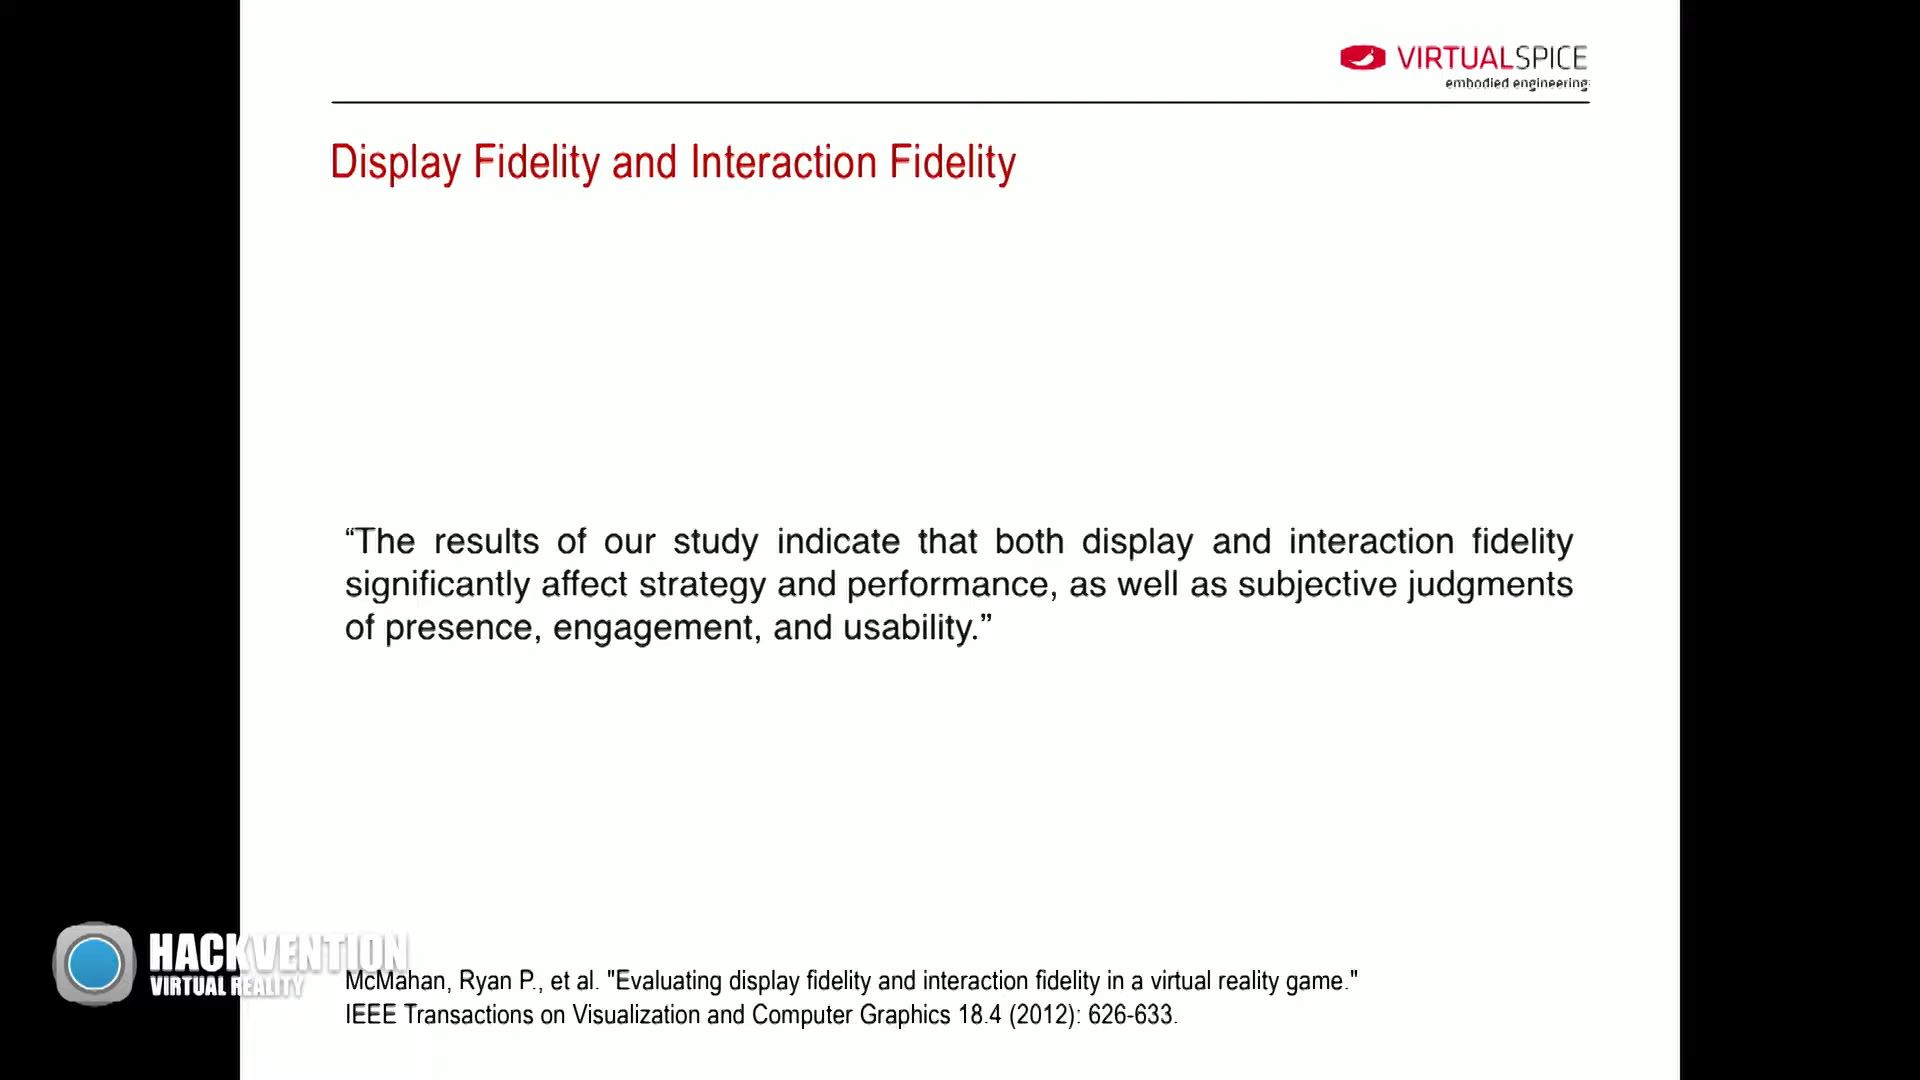 VIRTUALSPICE
embodied engineering
Display Fidelity and Interaction Fidelity
“The results of our study indicate that both display and interaction fidelity
significantly affect strategy and performance, as well as subjective judgments
of presence, engagement, and usability.”
HACKVENTION
VIRTUAL REALITY
McMahan, Ryan P., et al. "Evaluating display fidelity and interaction fidelity in a virtual reality game."
IEEE Transactions on Visualization and Computer Graphics 18.4 (2012): 626-633.